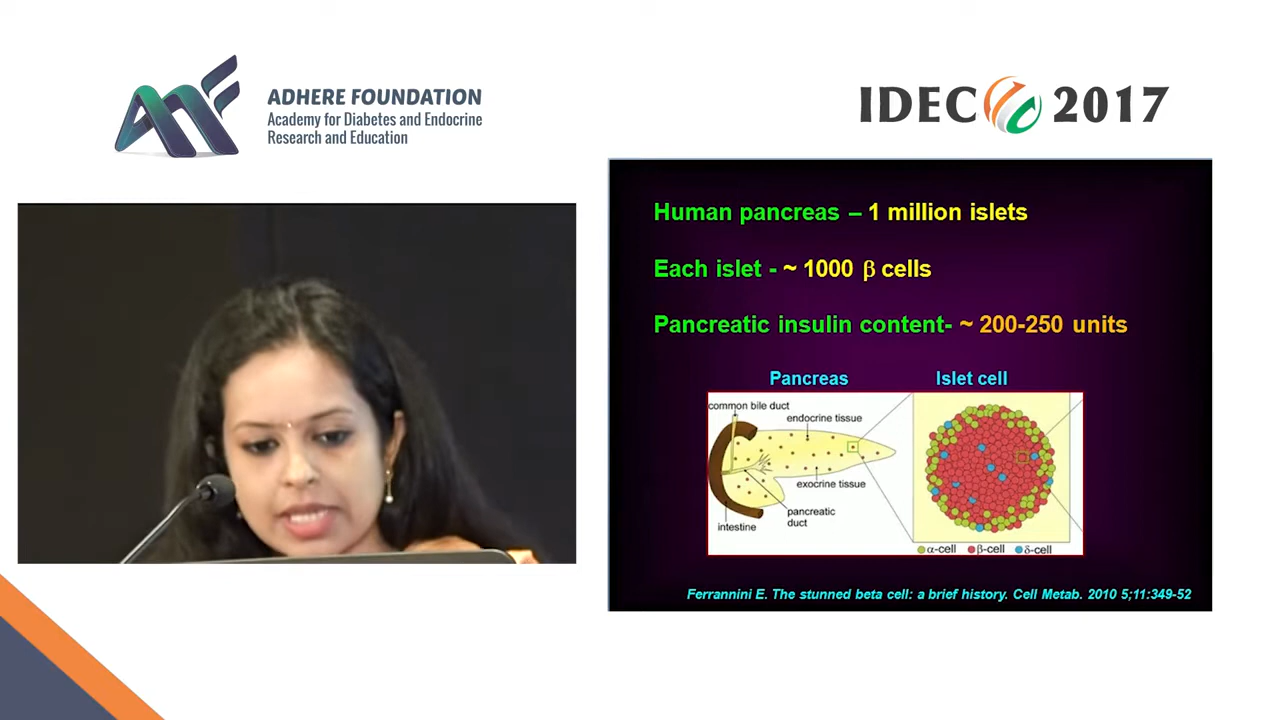 ADHERE FOUNDATION
Academy for Diabetes and Endocrine
Research and Education
IDEC 2017
Human pancreas – 1 million islets
Each islet - ~ 1000 β cells
Pancreatic insulin content- ~ 200-250 units
Pancreas
Islet cell
common bile duct
endocrine tissue
exocrine tissue
pancreatic
duct
intestine
α-cell β-cell δ-cell
Ferrannini E. The stunned beta cell: a brief history. Cell Metab. 2010 5;11:349-52